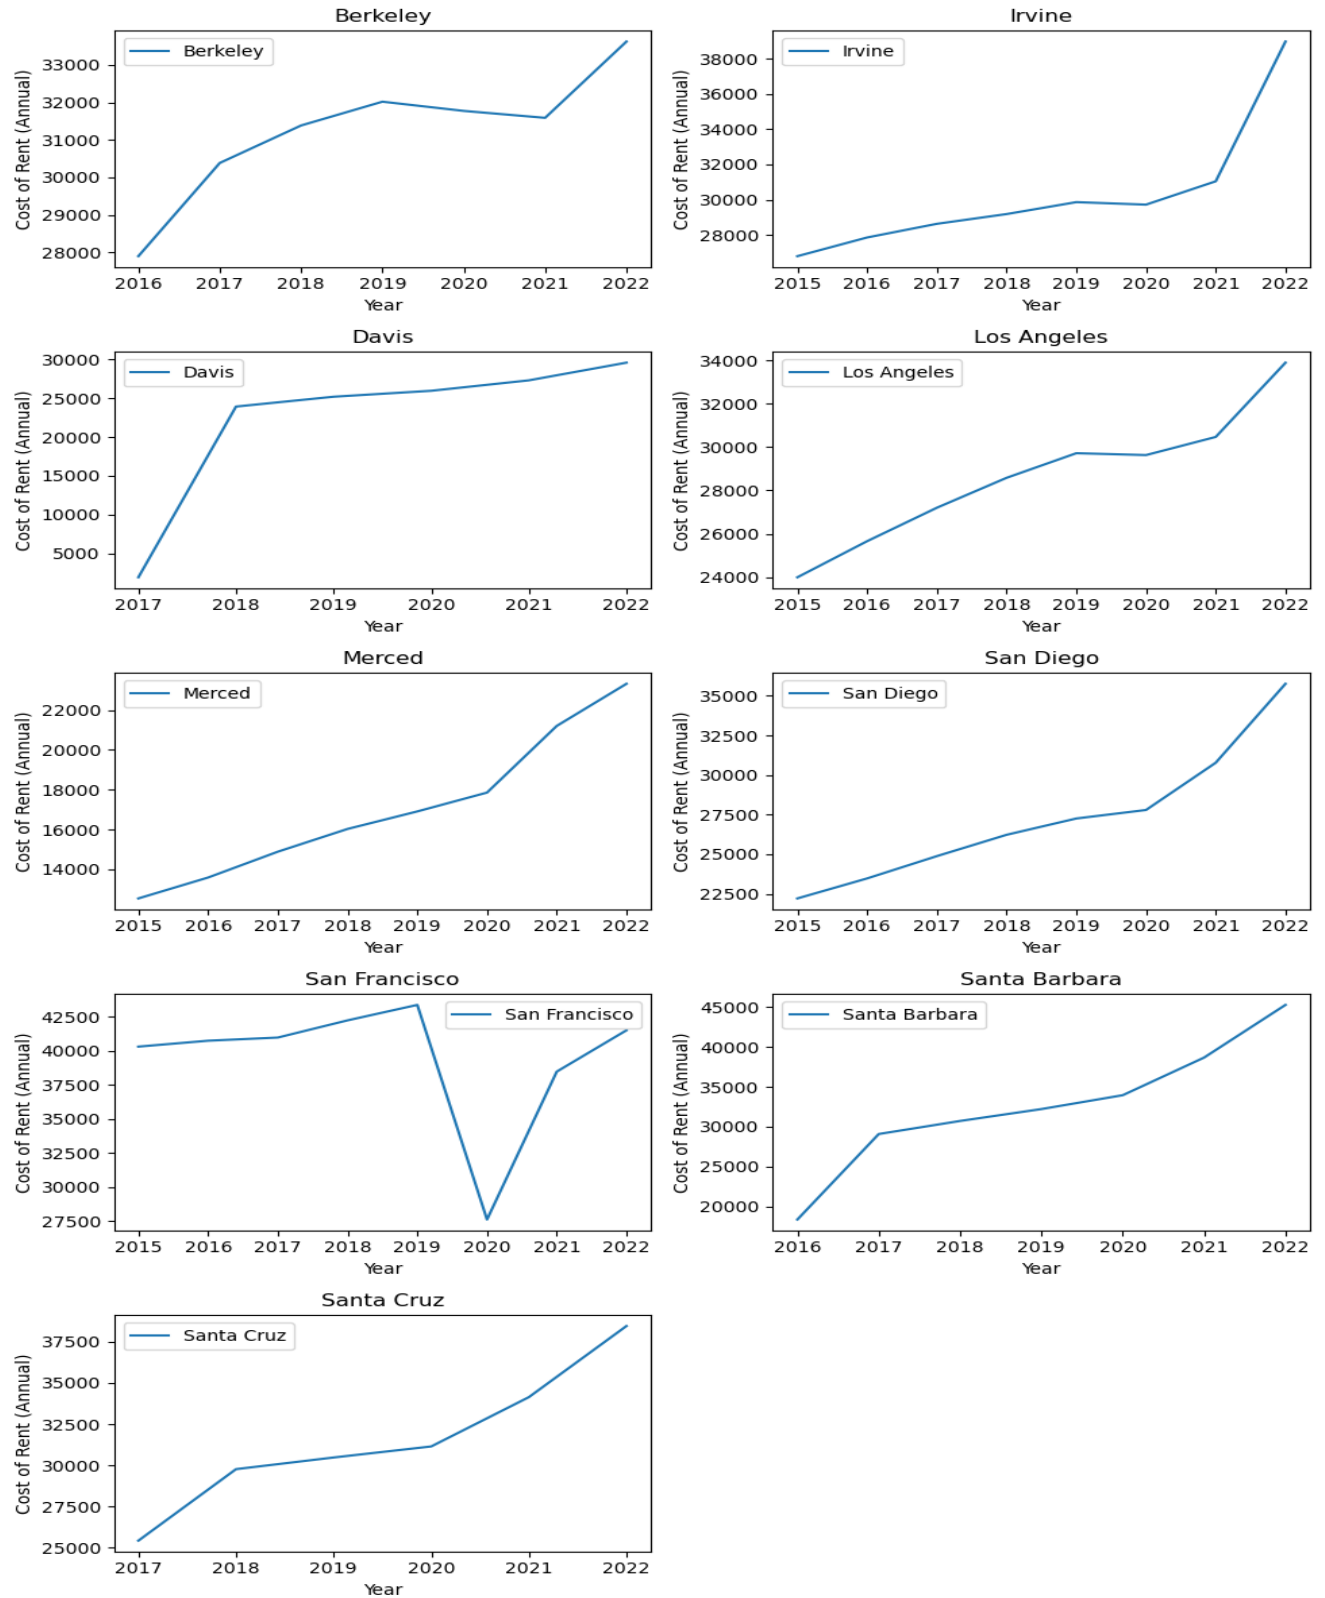 Berkeley
Berkeley
Cost of Rent (Annual)
33000
32000
31000
30000
29000
28000
2016 2017 2018 2019 2020 2021 2022
Year
Irvine
Irvine
Cost of Rent (Annual)
38000
36000
34000
32000
30000
28000
2015 2016 2017 2018 2019 2020 2021 2022
Year
Davis
Davis
Cost of Rent (Annual)
30000
25000
20000
15000
10000
5000
2017 2018 2019 2020 2021 2022
Year
Los Angeles
Los Angeles
Cost of Rent (Annual)
34000
32000
30000
28000
26000
24000
2015 2016 2017 2018 2019 2020 2021 2022
Year
Merced
Merced
Cost of Rent (Annual)
22000
20000
18000
16000
14000
2015 2016 2017 2018 2019 2020 2021 2022
Year
San Diego
San Diego
Cost of Rent (Annual)
35000
32500
30000
27500
25000
22500
2015 2016 2017 2018 2019 2020 2021 2022
Year
San Francisco
San Francisco
Cost of Rent (Annual)
42500
40000
37500
35000
32500
30000
27500
2015 2016 2017 2018 2019 2020 2021 2022
Year
Santa Barbara
Santa Barbara
Cost of Rent (Annual)
45000
40000
35000
30000
25000
20000
2016 2017 2018 2019 2020 2021 2022
Year
Santa Cruz
Santa Cruz
Cost of Rent (Annual)
37500
35000
32500
30000
27500
25000
2017 2018 2019 2020 2021 2022
Year